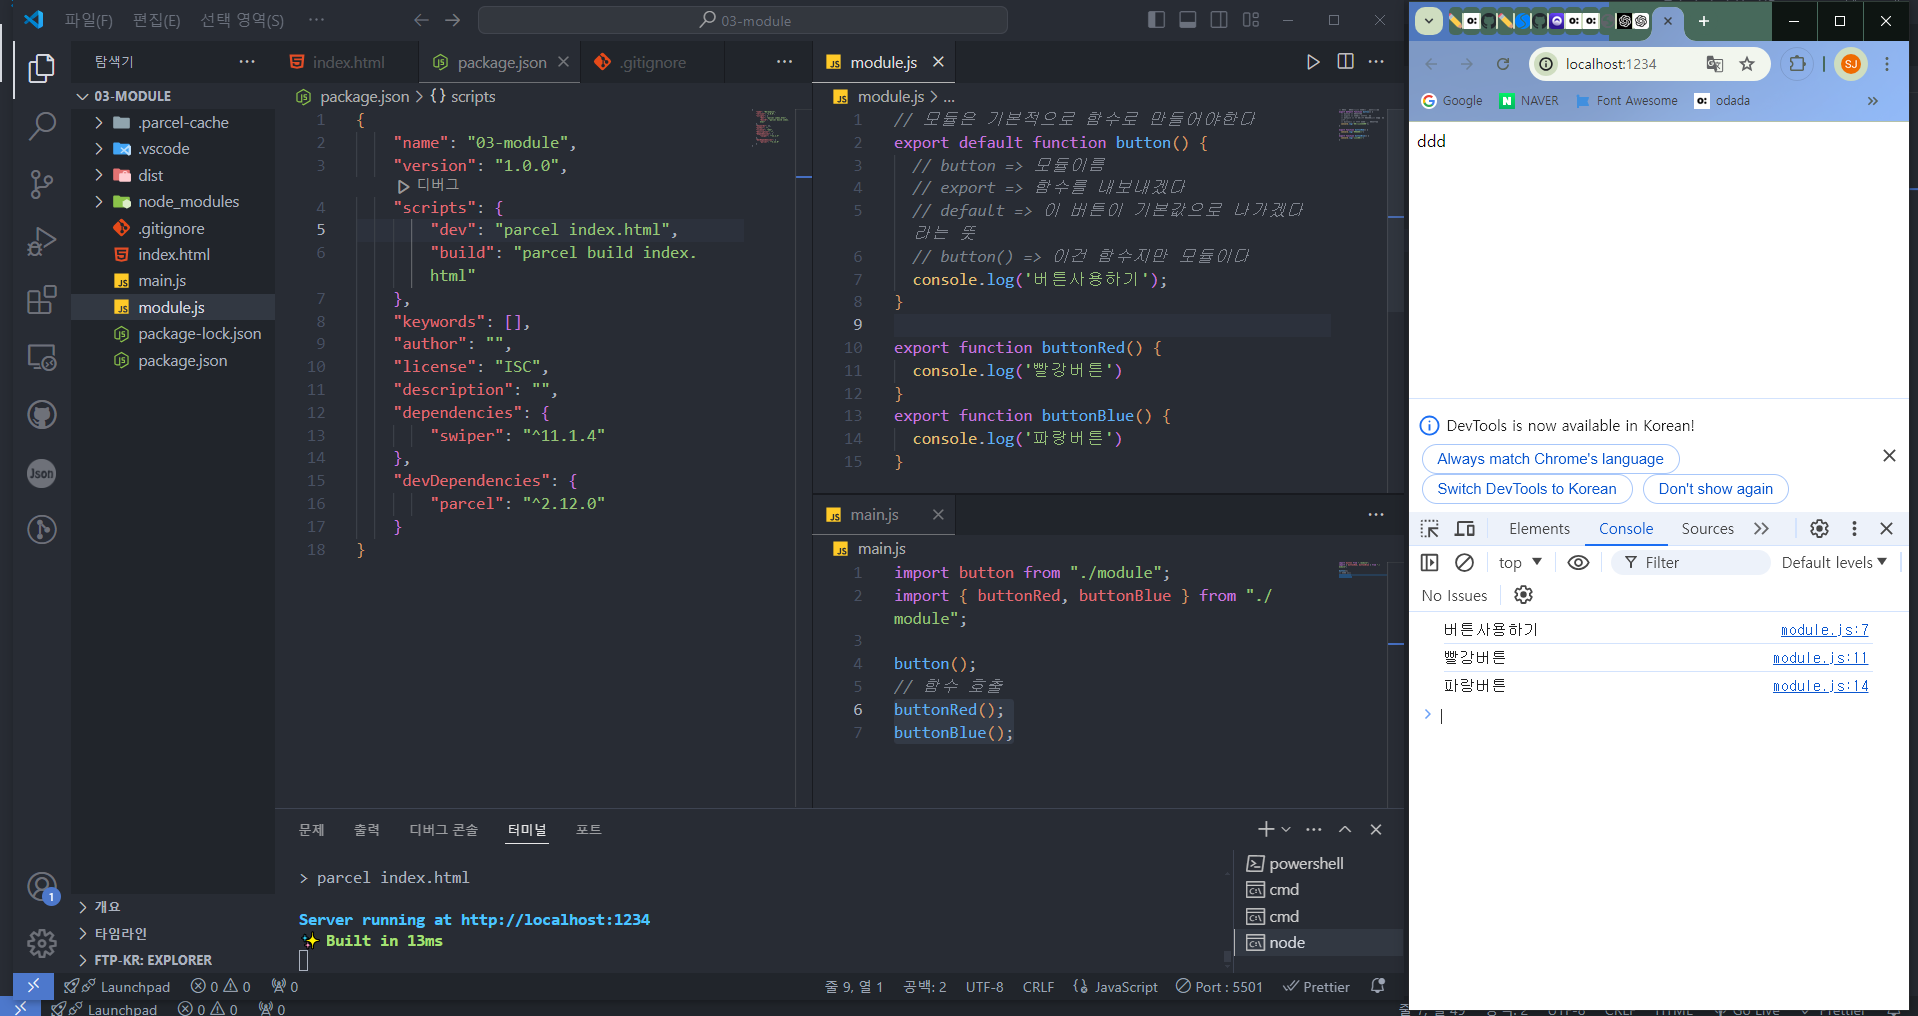 파일(F) 편집(E) 선택 영역(S) ··· 03-module
탐색기 ···
03-MODULE
.parcel-cache
.vscode
dist
node_modules
.gitignore
index.html
main.js
module.js
package-lock.json
package.json
개요
타임라인
FTP-KR: EXPLORER
index.html package.json .gitignore ···
package.json > {} scripts
1 {
2 "name": "03-module",
3 "version": "1.0.0",
디버그
4 "scripts": {
5 "dev": "parcel index.html",
6 "build": "parcel build index.
html"
7 },
8 "keywords": [],
9 "author": "",
10 "license": "ISC",
11 "description": "",
12 "dependencies": {
13 "swiper": "^11.1.4"
14 },
15 "devDependencies": {
16 "parcel": "^2.12.0"
17 }
18 }
module.js ···
module.js > ...
1 // 모듈은 기본적으로 함수로 만들어야한다
2 export default function button() {
3 // button => 모듈이름
4 // export => 함수를 내보내겠다
5 // default => 이 버튼이 기본값으로 나가겠다
라는 뜻
6 // button() => 이건 함수지만 모듈이다
7 console.log('버튼사용하기');
8 }
9
10 export function buttonRed() {
11 console.log('빨강버튼')
12 }
13 export function buttonBlue() {
14 console.log('파랑버튼')
15 }
main.js ···
main.js
1 import button from "./module";
2 import { buttonRed, buttonBlue } from "./
module";
3
4 button();
5 // 함수 호출
6 buttonRed();
7 buttonBlue();
문제 출력 디버그 콘솔 터미널 포트 ···
> parcel index.html
Server running at http://localhost:1234
✨ Built in 13ms
powershell
cmd
cmd
node
Launchpad 0 0 0 줄 9, 열 1 공백: 2 UTF-8 CRLF {} JavaScript Port : 5501 Prettier
Launchpad 0 0 0
localhost:1234 SJ
Google NAVER Font Awesome odada
ddd
DevTools is now available in Korean!
Always match Chrome's language
Switch DevTools to Korean Don't show again
Elements Console Sources
top Filter Default levels
No Issues
버튼사용하기 module.js:7
빨강버튼 module.js:11
파랑버튼 module.js:14